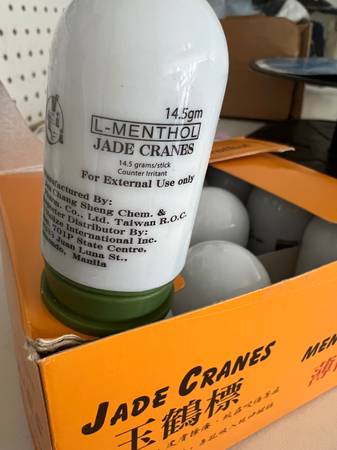 14.5gm
L-MENTHOL
JADE CRANES
14.5 grams/stick
Counter Irritant
For External Use only
Manufactured By:
Chang Sheng Chem. &
Co., Ltd. Taiwan R.O.C.
Distributor By:
International Inc.
701P State Centre,
Juan Luna St.,
Manila
JADE CRANES
玉鶴標
MEN
薄